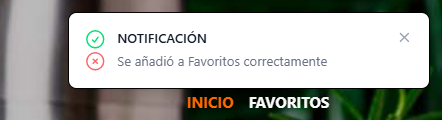 NOTIFICACIÓN
Se añadió a Favoritos correctamente
INICIO FAVORITOS